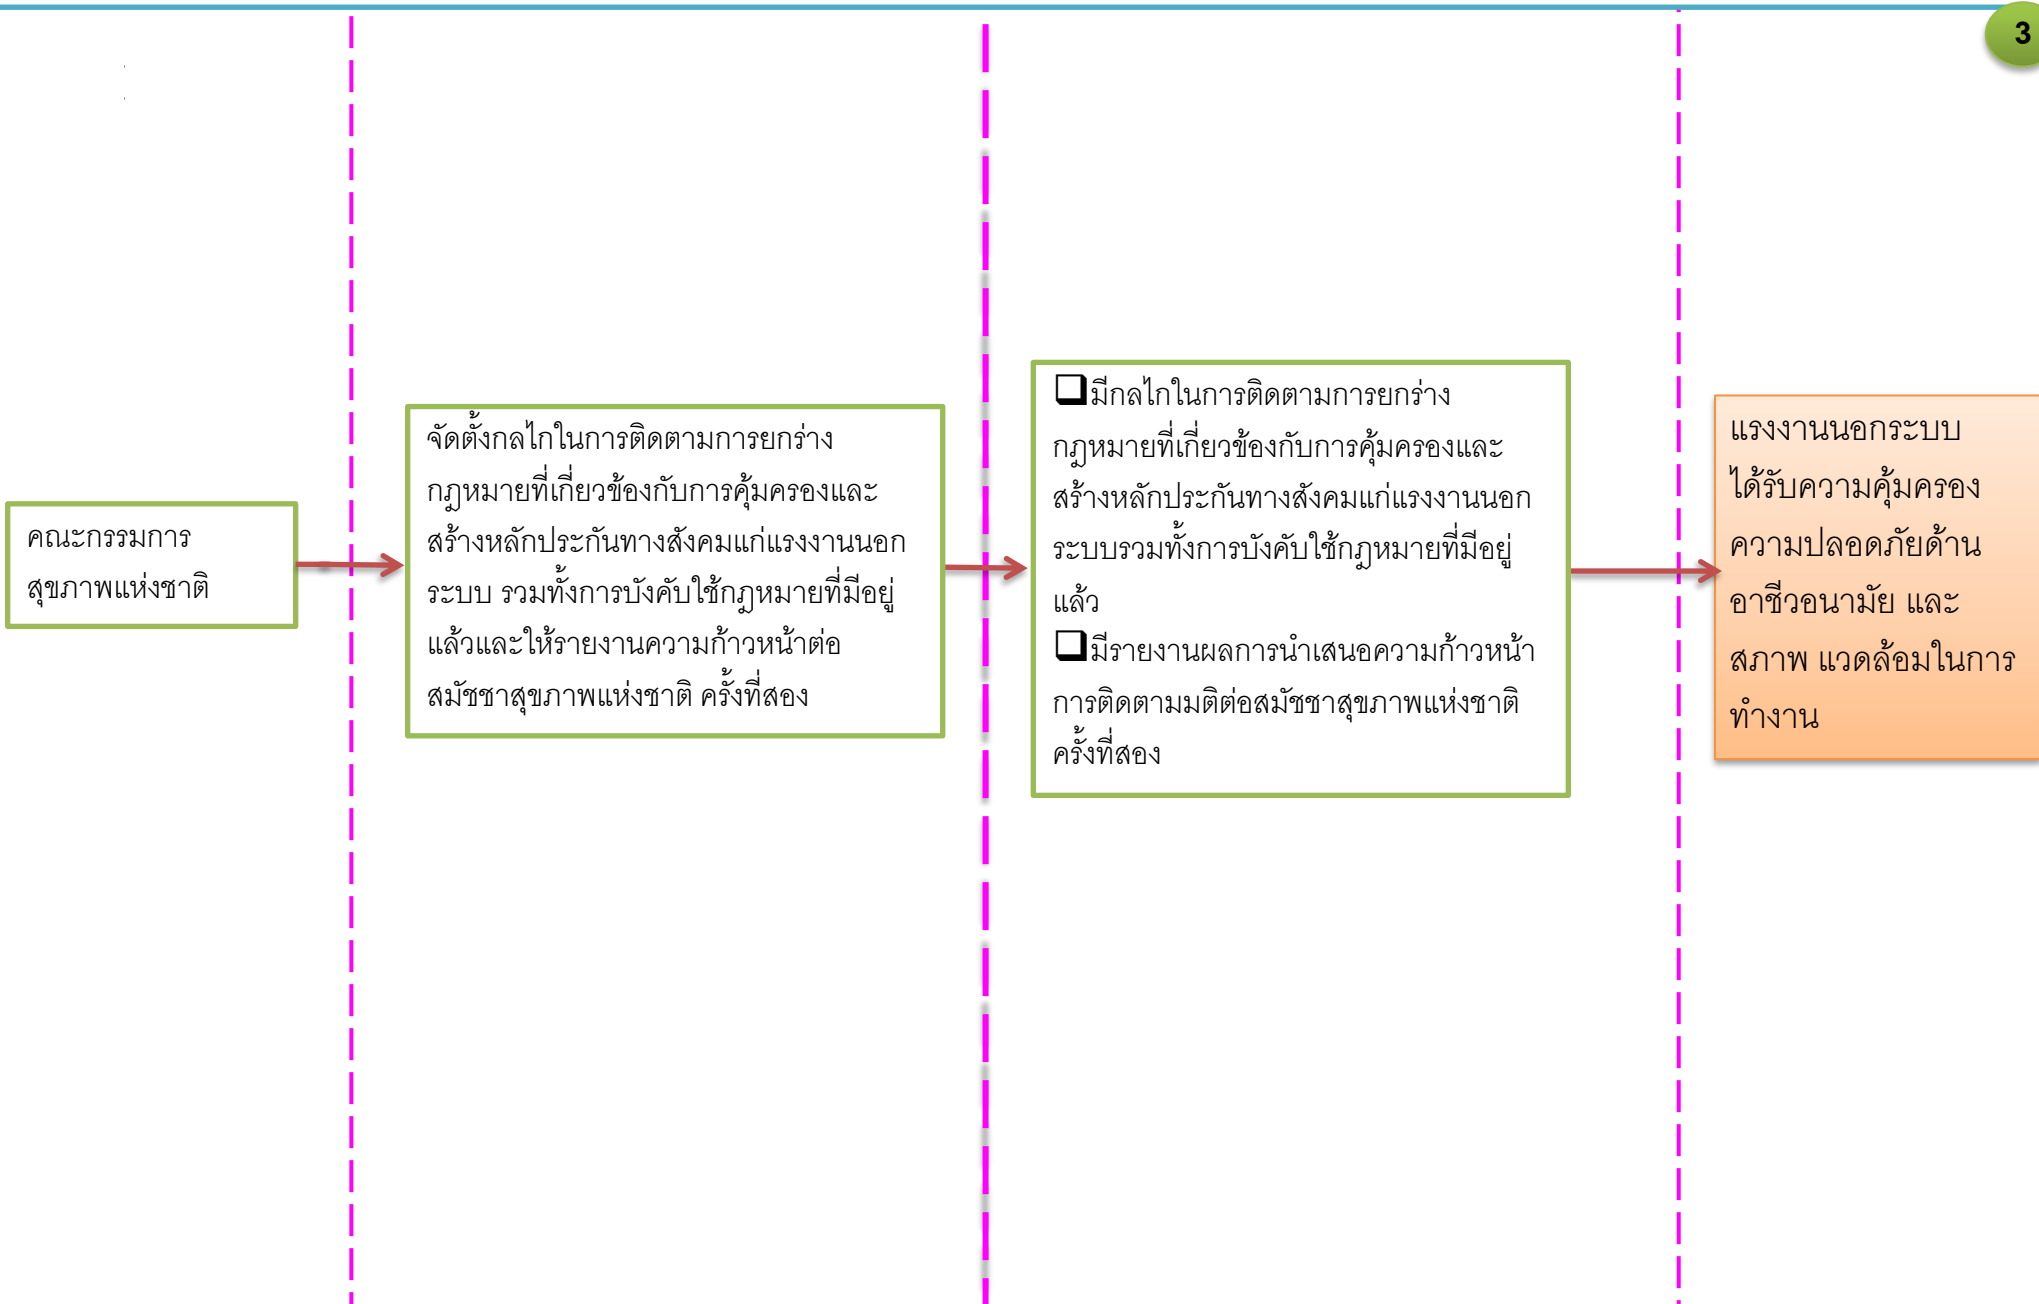 3
คณะกรรมการ
สุขภาพแห่งชาติ
จัดตั้งกลไกในการติดตามการยกร่าง
กฎหมายที่เกี่ยวข้องกับการคุ้มครองและ
สร้างหลักประกันทางสังคมแก่แรงงานนอก
ระบบ รวมทั้งการบังคับใช้กฎหมายที่มีอยู่
แล้วและให้รายงานความก้าวหน้าต่อ
สมัชชาสุขภาพแห่งชาติ ครั้งที่สอง
❑มีกลไกในการติดตามการยกร่าง
กฎหมายที่เกี่ยวข้องกับการคุ้มครองและ
สร้างหลักประกันทางสังคมแก่แรงงานนอก
ระบบรวมทั้งการบังคับใช้กฎหมายที่มีอยู่
แล้ว
❑มีรายงานผลการนำเสนอความก้าวหน้า
การติดตามมติต่อสมัชชาสุขภาพแห่งชาติ
ครั้งที่สอง
แรงงานนอกระบบ
ได้รับความคุ้มครอง
ความปลอดภัยด้าน
อาชีวอนามัย และ
สภาพ แวดล้อมในการ
ทำงาน